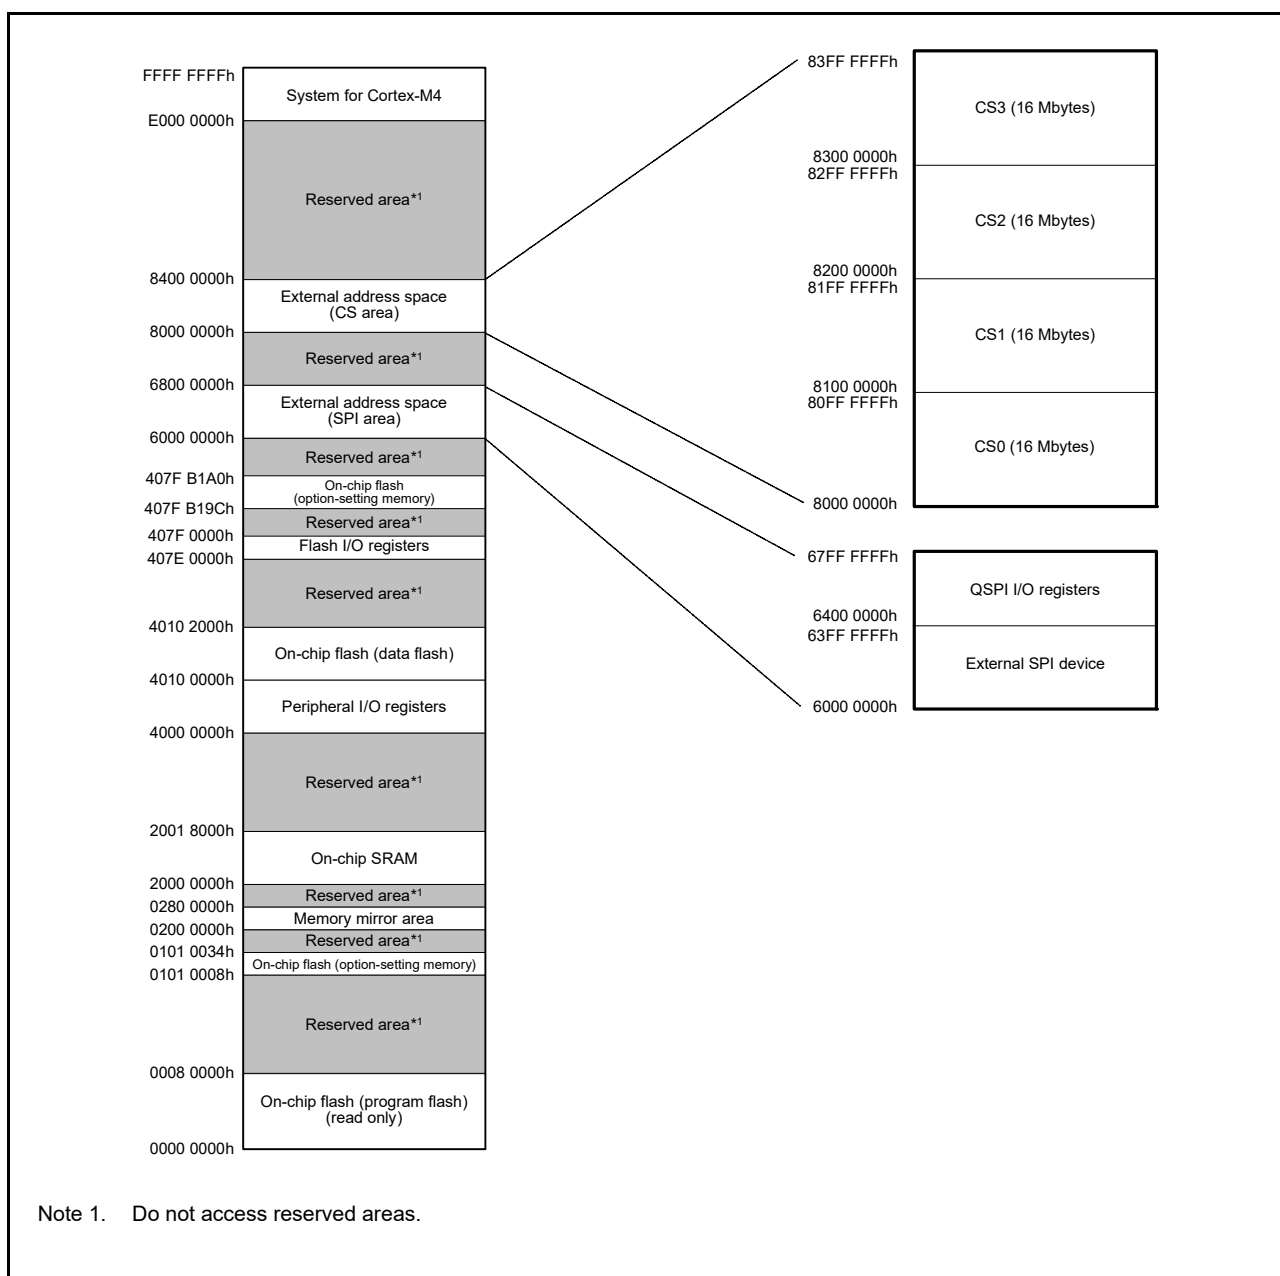 FFFF FFFFh
System for Cortex-M4
E000 0000h
Reserved area*1
8400 0000h
External address space
(CS area)
8000 0000h
Reserved area*1
6800 0000h
External address space
(SPI area)
6000 0000h
Reserved area*1
407F B1A0h
On-chip flash
(option-setting memory)
407F B19Ch
Reserved area*1
407F 0000h
Flash I/O registers
407E 0000h
Reserved area*1
4010 2000h
On-chip flash (data flash)
4010 0000h
Peripheral I/O registers
4000 0000h
Reserved area*1
2001 8000h
On-chip SRAM
2000 0000h
Reserved area*1
0280 0000h
Memory mirror area
0200 0000h
Reserved area*1
0101 0034h
On-chip flash (option-setting memory)
0101 0008h
Reserved area*1
0008 0000h
On-chip flash (program flash)
(read only)
0000 0000h
83FF FFFFh
CS3 (16 Mbytes)
8300 0000h
82FF FFFFh
CS2 (16 Mbytes)
8200 0000h
81FF FFFFh
CS1 (16 Mbytes)
8100 0000h
80FF FFFFh
CS0 (16 Mbytes)
8000 0000h
67FF FFFFh
QSPI I/O registers
6400 0000h
63FF FFFFh
External SPI device
6000 0000h
Note 1. Do not access reserved areas.